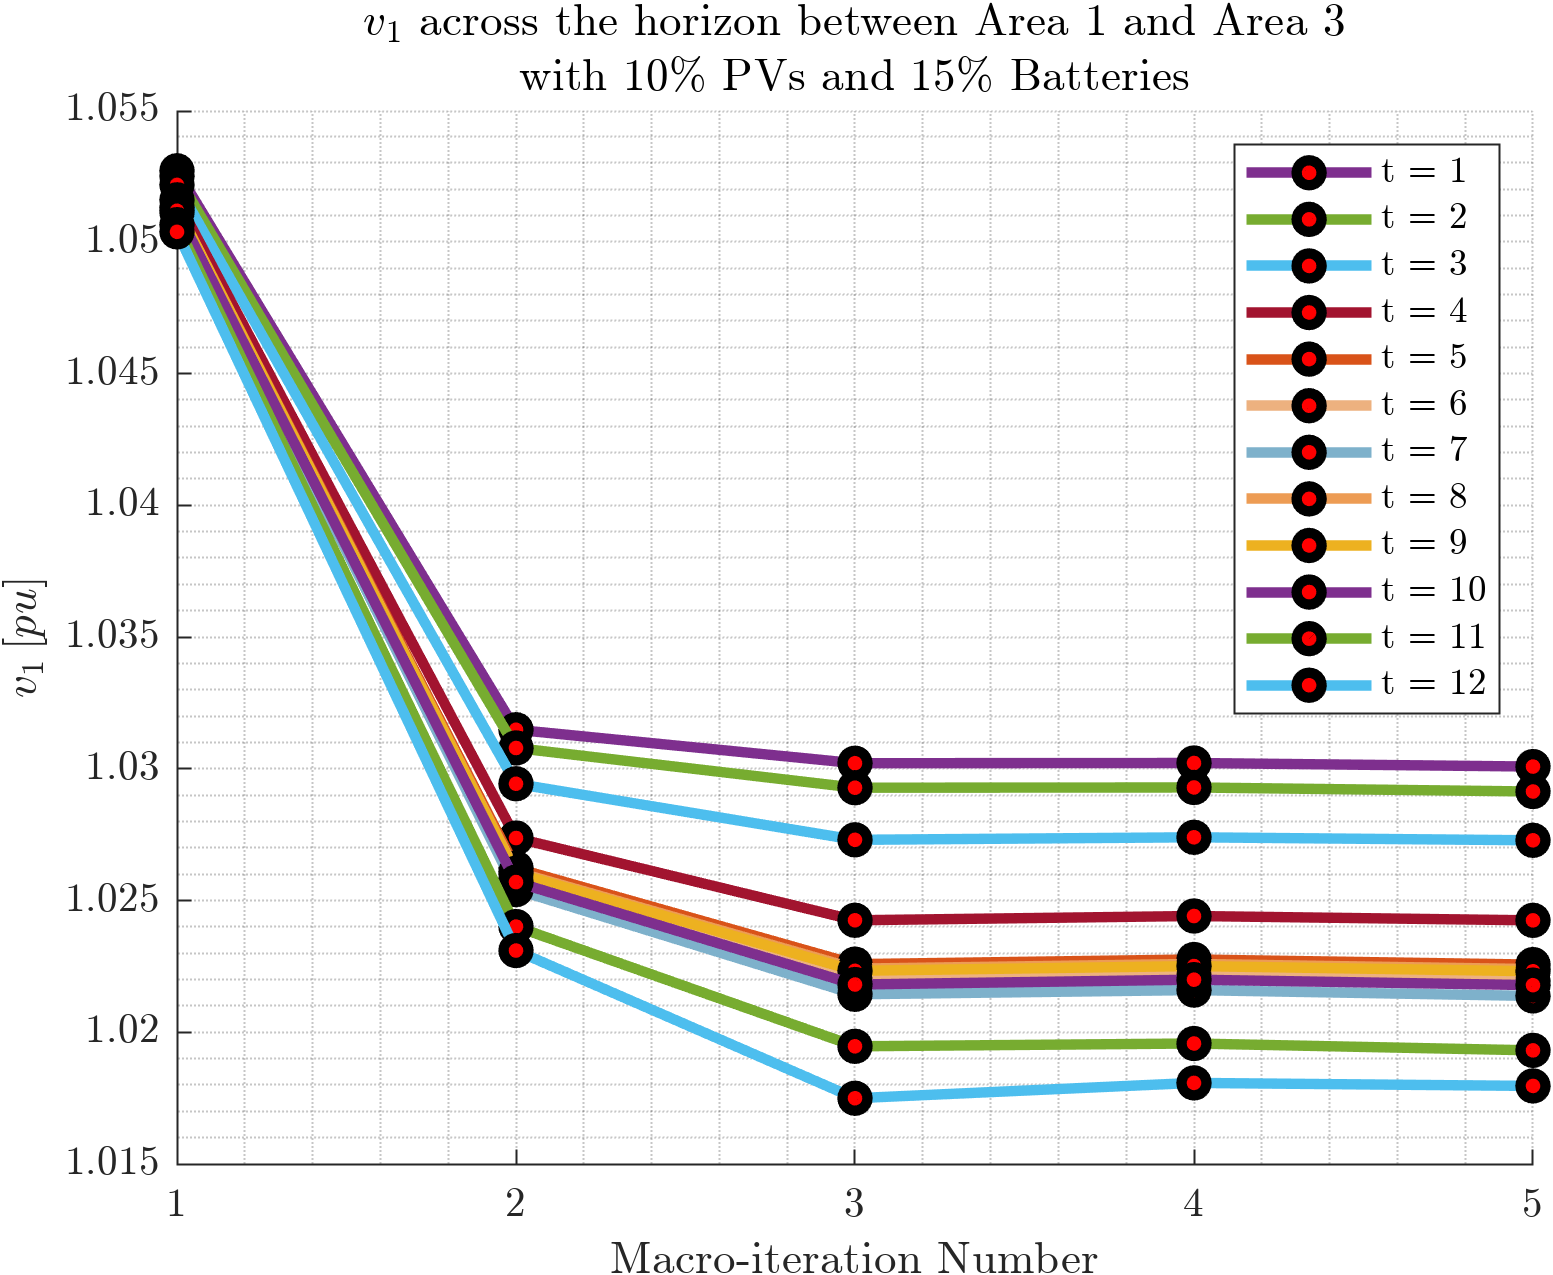 v₁ across the horizon between Area 1 and Area 3
with 10% PVs and 15% Batteries
1.055
1.05
1.045
1.04
1.035
1.03
1.025
1.02
1.015
v₁ [pu]
t = 1
t = 2
t = 3
t = 4
t = 5
t = 6
t = 7
t = 8
t = 9
t = 10
t = 11
t = 12
1 2 3 4 5
Macro-iteration Number